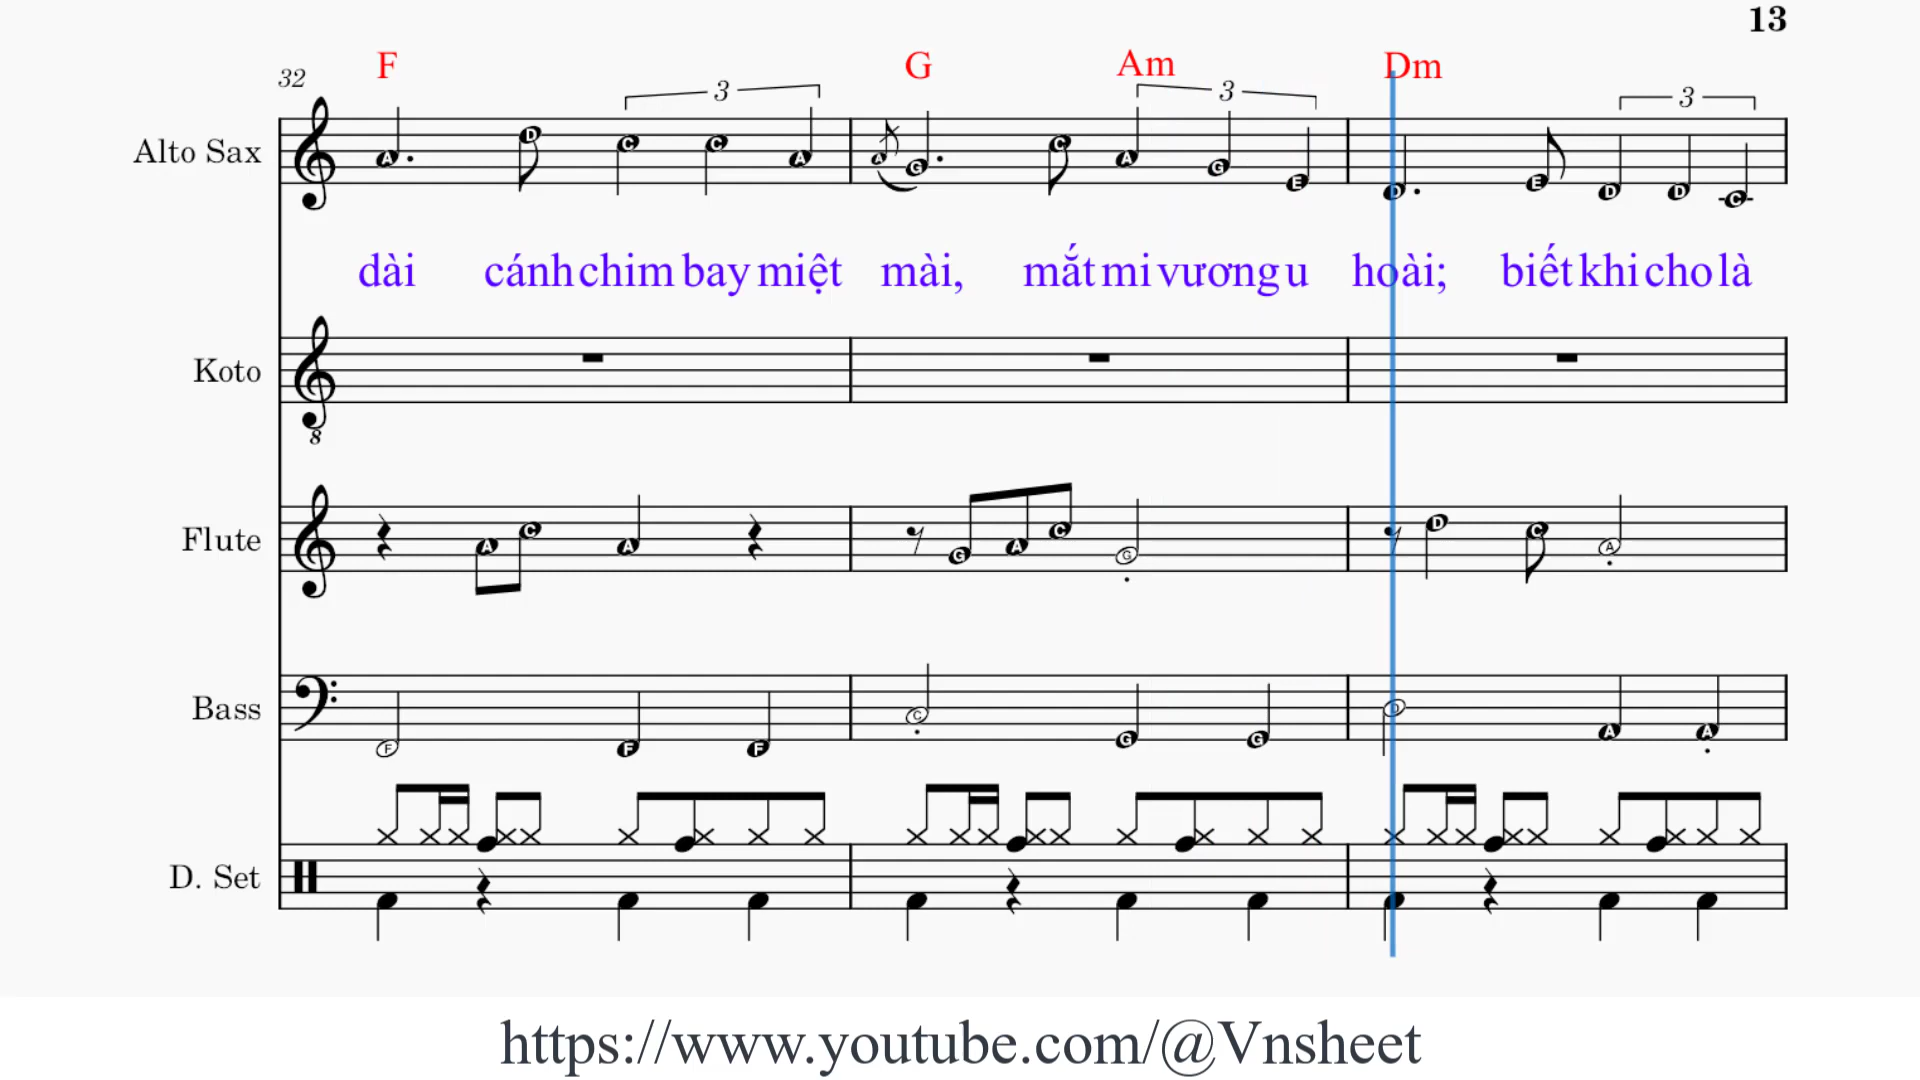 13
32 F G Am Dm
3 3 3
Alto Sax
A D C C A A G C A G E D E D D C
dài cánh chim bay miệt mài, mắt mi vương u hoài; biết khi cho là
Koto
8
Flute
A C A G A C G D C A
Bass
F F F C G G D A A
D. Set
https://www.youtube.com/@Vnsheet